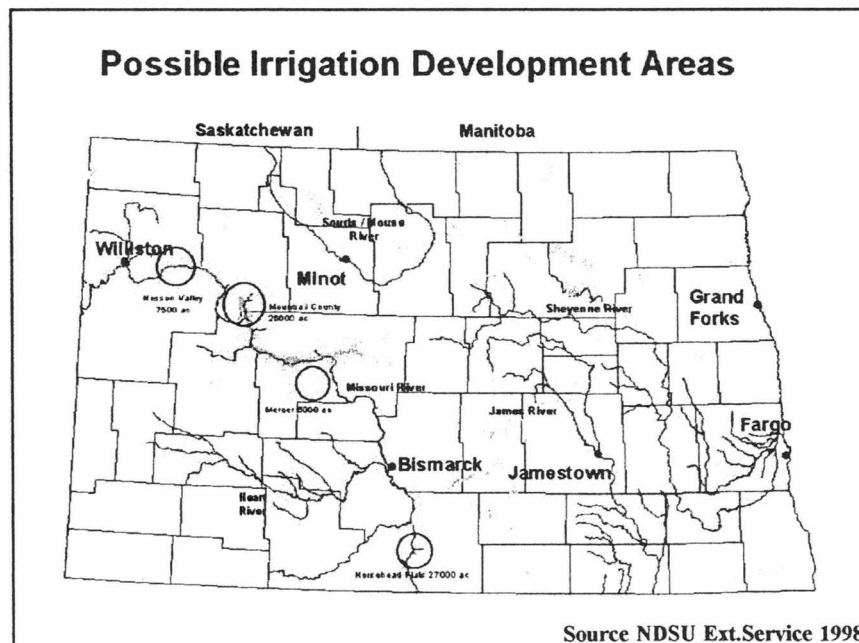 Possible Irrigation Development Areas
Saskatchewan
Manitoba
Souris / Mouse
River
Williston
Minot
Nesson Valley
7500 ac
Mountrail County
26000 ac
Sheyenne River
Grand
Forks
Missouri River
Mercer 5000 ac
James River
Fargo
Bismarck
Jamestown
Heart
River
Horsehead Flats 27000 ac
Source NDSU Ext.Service 1998